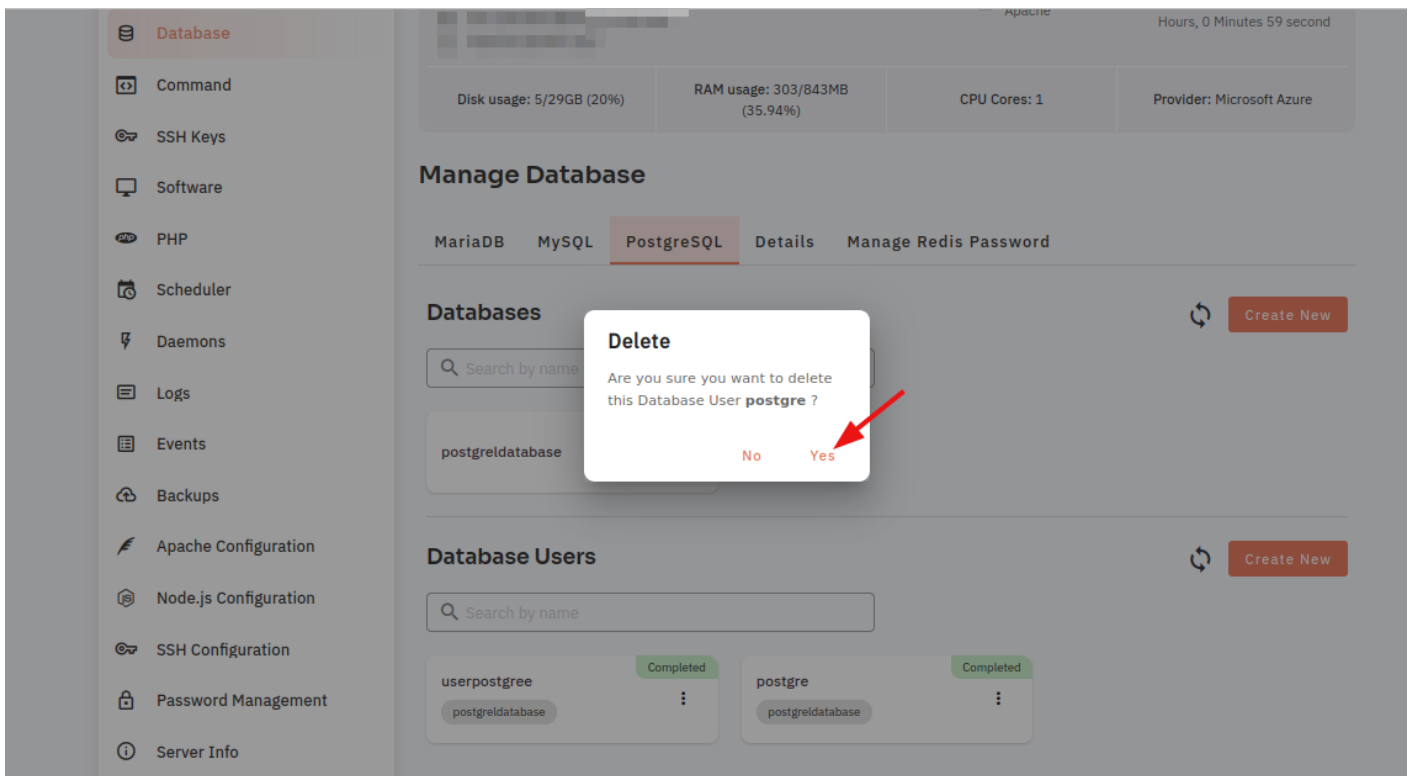 Database
Command
SSH Keys
Software
PHP
Scheduler
Daemons
Logs
Events
Backups
Apache Configuration
Node.js Configuration
SSH Configuration
Password Management
Server Info
Apache
Hours, 0 Minutes 59 second
Disk usage: 5/29GB (20%)
RAM usage: 303/843MB
(35.94%)
CPU Cores: 1
Provider: Microsoft Azure
Manage Database
MariaDB
MySQL
PostgreSQL
Details
Manage Redis Password
Databases
Create New
Search by name
postgreldatabase
Delete
Are you sure you want to delete
this Database User postgre ?
No
Yes
Database Users
Create New
Search by name
userpostgree
Completed
postgreldatabase
postgre
Completed
postgreldatabase